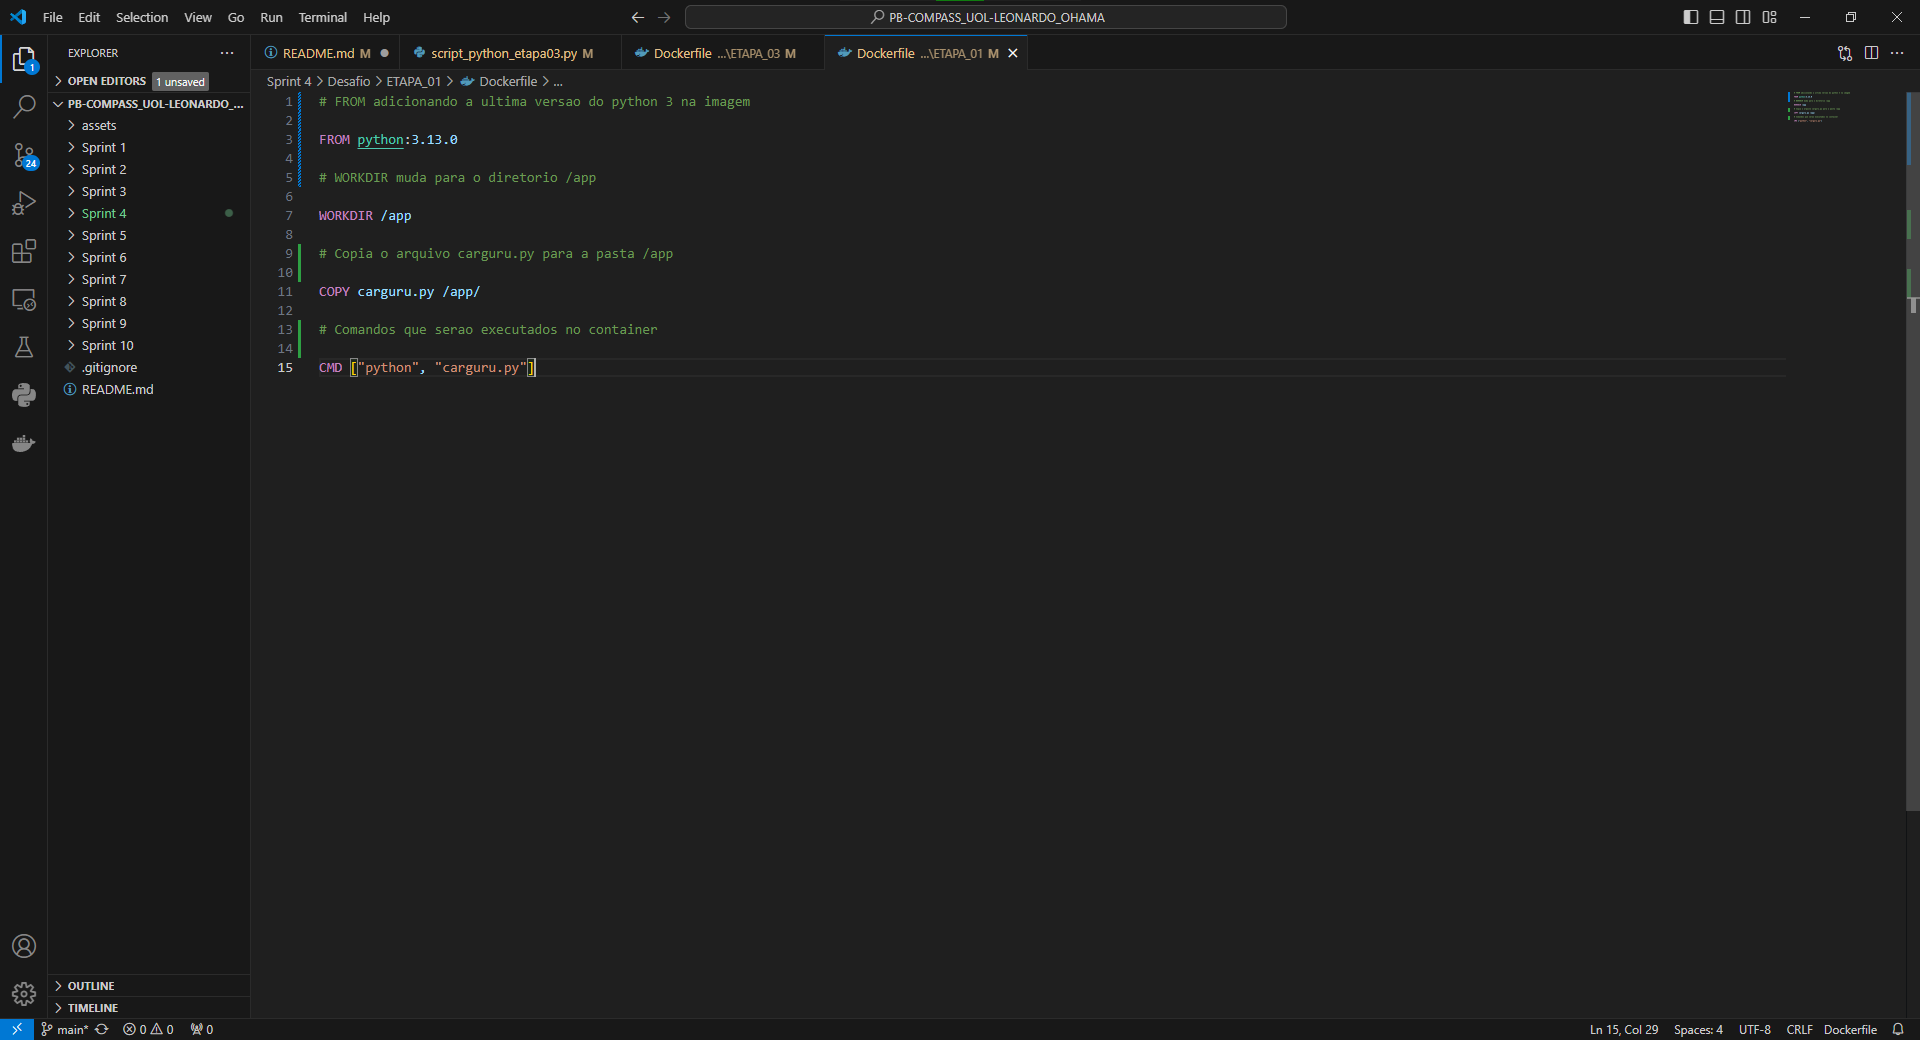 File Edit Selection View Go Run Terminal Help
PB-COMPASS_UOL-LEONARDO_OHAMA
EXPLORER
OPEN EDITORS 1 unsaved
PB-COMPASS_UOL-LEONARDO_...
assets
Sprint 1
Sprint 2
Sprint 3
Sprint 4
Sprint 5
Sprint 6
Sprint 7
Sprint 8
Sprint 9
Sprint 10
.gitignore
README.md
OUTLINE
TIMELINE
1
24
README.md M
script_python_etapa03.py M
Dockerfile ...\ETAPA_03 M
Dockerfile ...\ETAPA_01 M
Sprint 4 > Desafio > ETAPA_01 > Dockerfile > ...
1 # FROM adicionando a ultima versao do python 3 na imagem
2
3 FROM python:3.13.0
4
5 # WORKDIR muda para o diretorio /app
6
7 WORKDIR /app
8
9 # Copia o arquivo carguru.py para a pasta /app
10
11 COPY carguru.py /app/
12
13 # Comandos que serao executados no container
14
15 CMD ["python", "carguru.py"]
main* 0 0 0
Ln 15, Col 29 Spaces: 4 UTF-8 CRLF Dockerfile